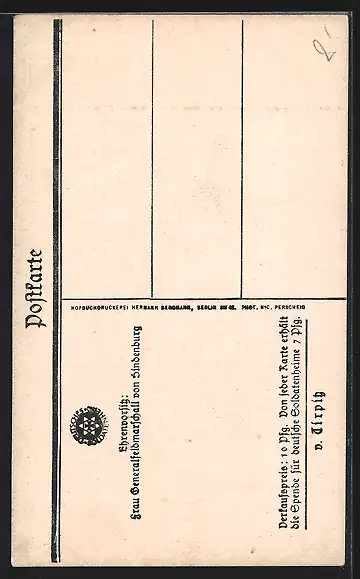 Postkarte
Ehrenvorsitz:
Frau Generalfeldmarschall von Hindenburg
HOFBUCHDRUCKEREI HERMANN BERGMANN, BERLIN SW 48. PHOT. NIC. PERSCHEID
Verkaufspreis: 10 Pfg. Von jeder Karte erhält
die Spende für deutsche Soldatenheime 7 Pfg.
v. Tirpitz